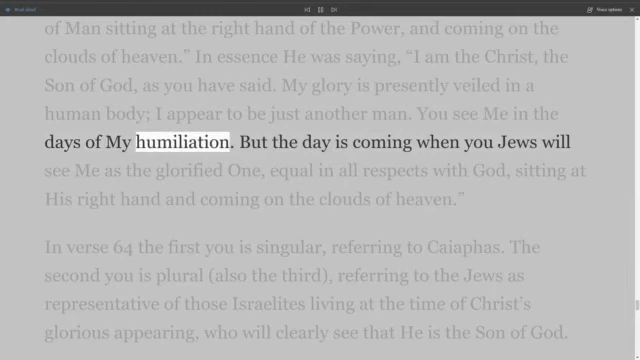 Read aloud
Voice options
of Man sitting at the right hand of the Power, and coming on the
clouds of heaven.” In essence He was saying, “I am the Christ, the
Son of God, as you have said. My glory is presently veiled in a
human body; I appear to be just another man. You see Me in the
days of My humiliation. But the day is coming when you Jews will
see Me as the glorified One, equal in all respects with God, sitting at
His right hand and coming on the clouds of heaven.”
In verse 64 the first you is singular, referring to Caiaphas. The
second you is plural (also the third), referring to the Jews as
representative of those Israelites living at the time of Christ’s
glorious appearing, who will clearly see that He is the Son of God.